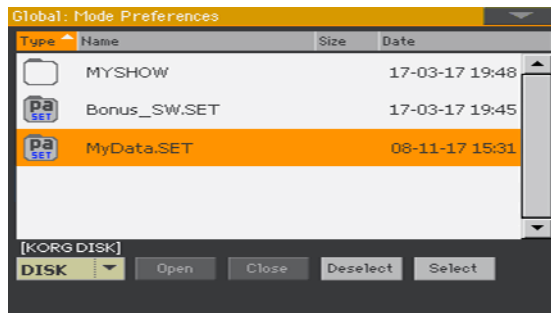 Global: Mode Preferences
Type Name Size Date
MYSHOW 17-03-17 19:48
Pa SET Bonus_SW.SET 17-03-17 19:45
Pa SET MyData.SET 08-11-17 15:31
[KORG DISK]
DISK Open Close Deselect Select